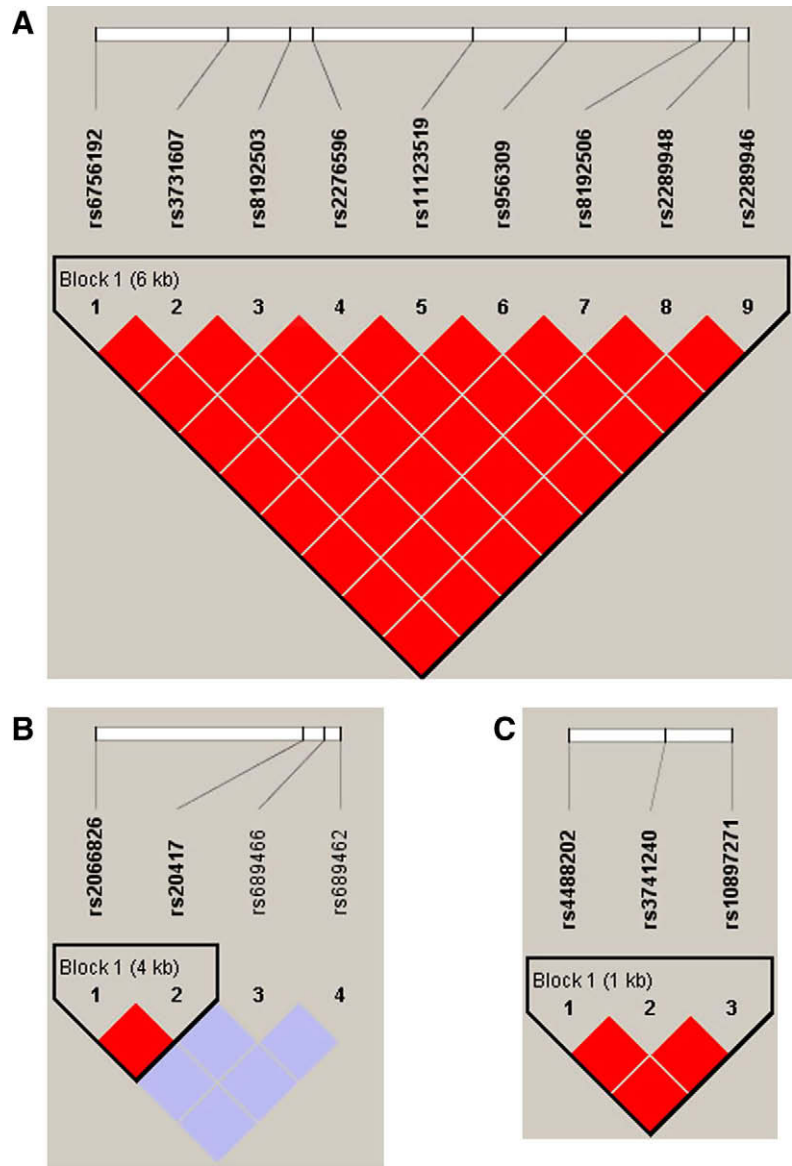 A
rs6756192
rs3731607
rs8192503
rs2276596
rs11123519
rs956309
rs8192506
rs2289948
rs2289946
Block 1 (6 kb)
1 2 3 4 5 6 7 8 9
B
rs2066826
rs20417
rs689466
rs689462
Block 1 (4 kb)
1 2 3 4
C
rs4488202
rs3741240
rs10897271
Block 1 (1 kb)
1 2 3